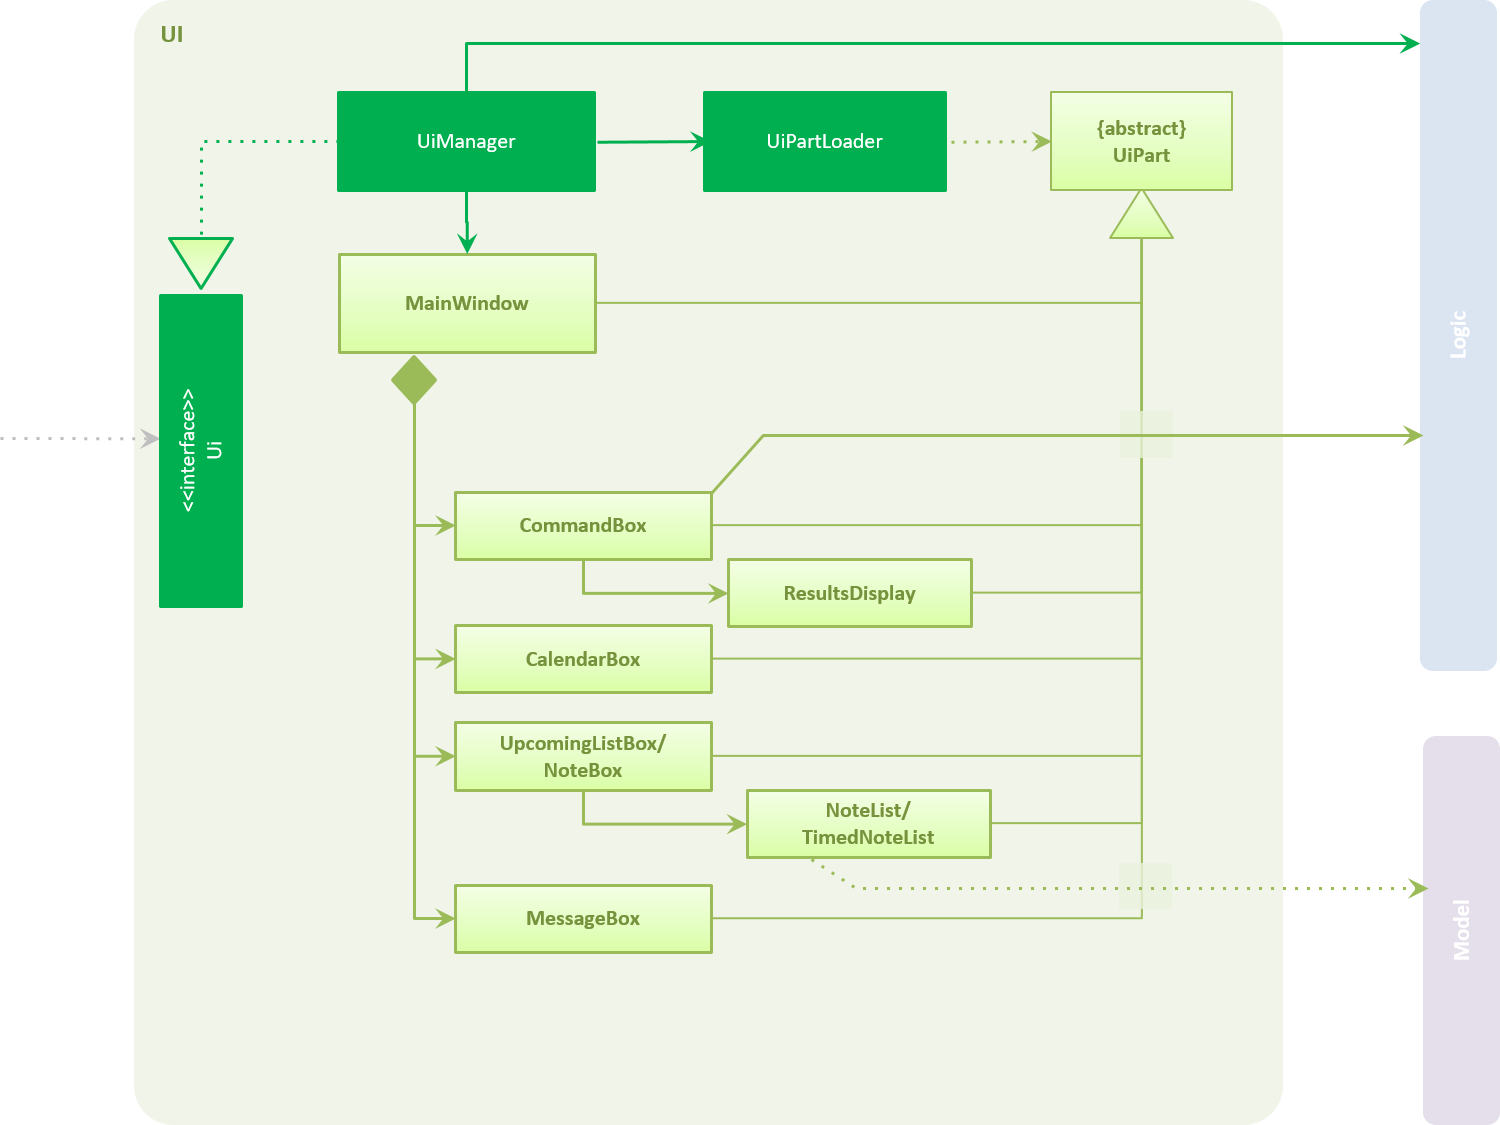 UI
UiManager
UiPartLoader
{abstract}
UiPart
MainWindow
Logic
<<interface>>
Ui
CommandBox
ResultsDisplay
CalendarBox
UpcomingListBox/
NoteBox
NoteList/
TimedNoteList
MessageBox
Model